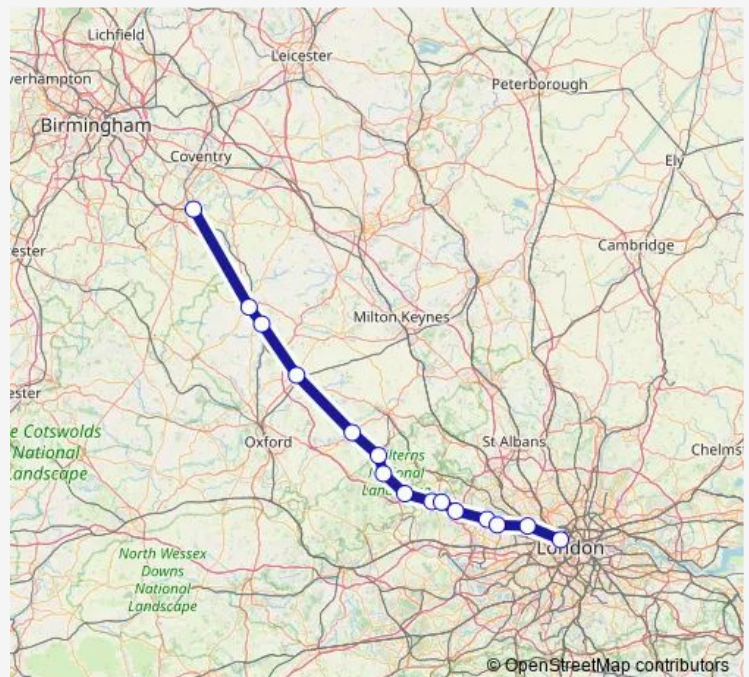 Lichfield
Leicester
verhampton
Peterborough
Birmingham
Coventry
Ely
Cambridge
ester
Milton Keynes
ester
e Cotswolds
National
Landscape
Oxford
St Albans
Chelms
North Wessex
Downs
National
Landscape
London
© OpenStreetMap contributors